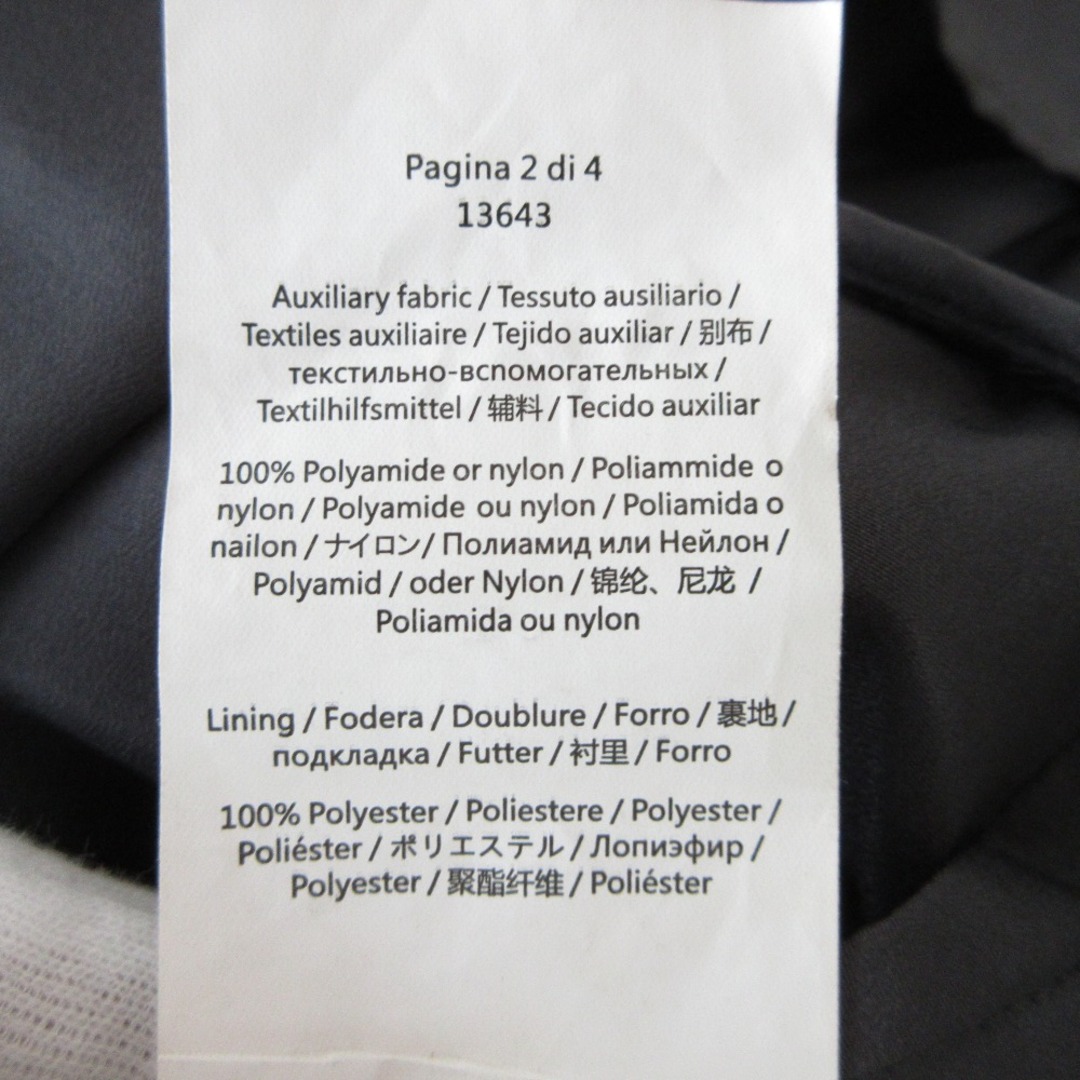 Pagina 2 di 4
13643
Auxiliary fabric / Tessuto ausiliario /
Textiles auxiliaire / Tejido auxiliar / 別布 /
текстильно-вспомогательных /
Textilhilfsmittel / 辅料 / Tecido auxiliar
100% Polyamide or nylon / Poliammide o
nylon / Polyamide ou nylon / Poliamida o
nailon / ナイロン / Полиамид или Нейлон /
Polyamid / oder Nylon / 锦纶、尼龙 /
Poliamida ou nylon
Lining / Fodera / Doublure / Forro / 裏地 /
подкладка / Futter / 衬里 / Forro
100% Polyester / Poliestere / Polyester /
Poliéster / ポリエステル / Лопиэфир /
Polyester / 聚酯纤维 / Poliéster